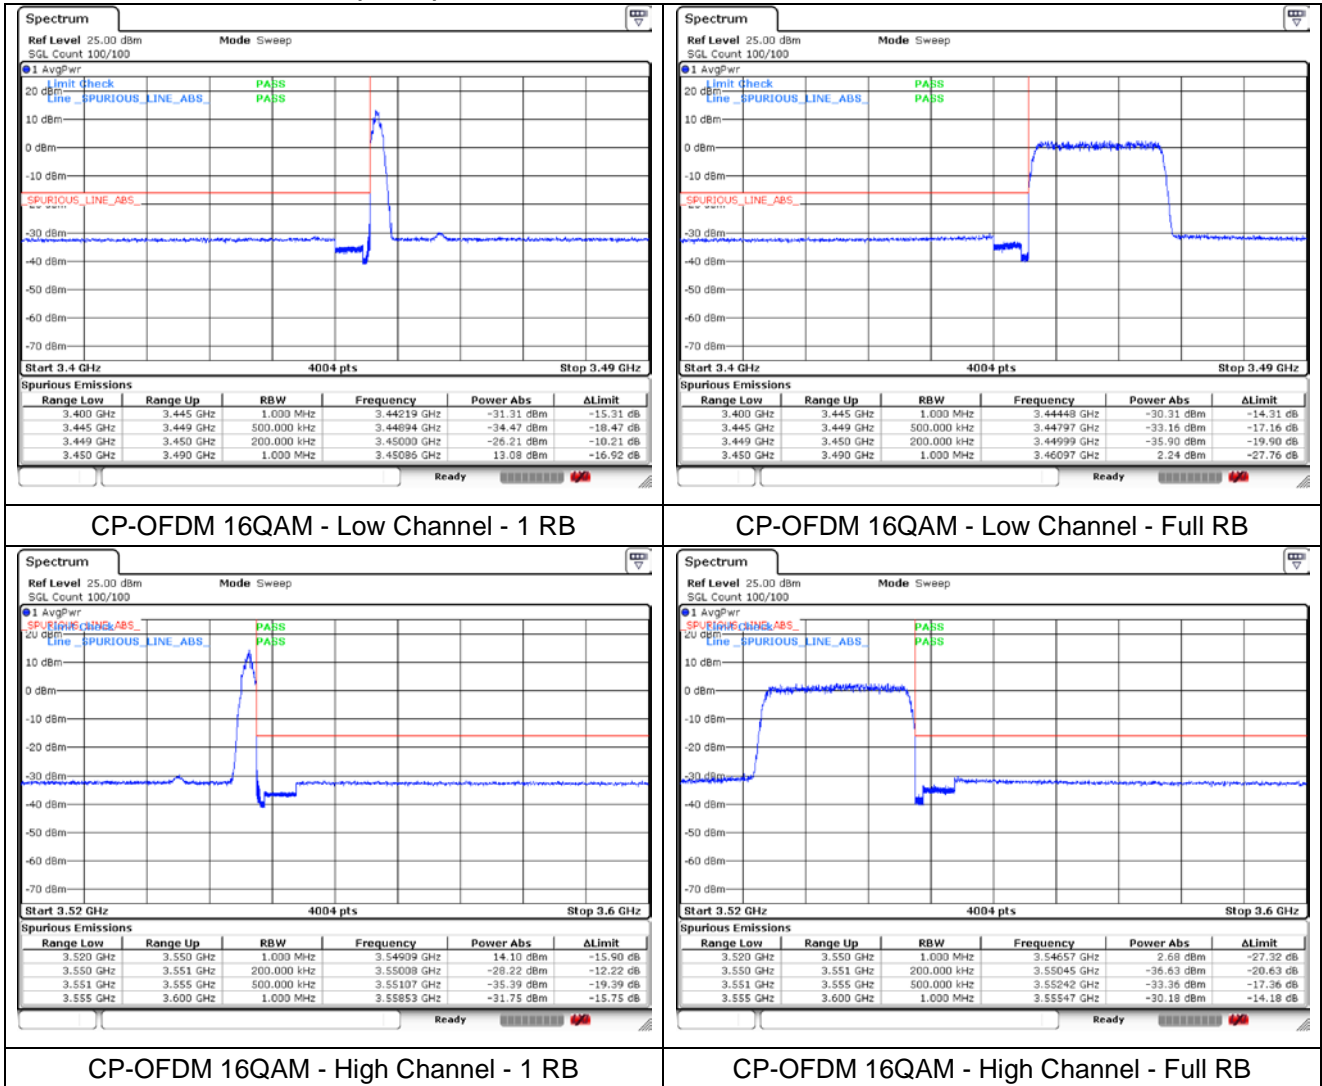 Spectrum
Ref Level 25.00 dBm Mode Sweep
SGL Count 100/100
1 AvgPwr
Limit Check PASS
20 dBm
Line _SPURIOUS_LINE_ABS_ PASS
10 dBm
0 dBm
-10 dBm
_SPURIOUS_LINE_ABS_
-20 dBm
-30 dBm
-40 dBm
-50 dBm
-60 dBm
-70 dBm
Start 3.4 GHz 4004 pts Stop 3.49 GHz
Spurious Emissions
Range Low Range Up RBW Frequency Power Abs ΔLimit
3.400 GHz 3.445 GHz 1.000 MHz 3.44219 GHz -31.31 dBm -15.31 dB
3.445 GHz 3.449 GHz 500.000 kHz 3.44894 GHz -34.47 dBm -18.47 dB
3.449 GHz 3.450 GHz 200.000 kHz 3.45000 GHz -26.21 dBm -10.21 dB
3.450 GHz 3.490 GHz 1.000 MHz 3.45086 GHz 13.08 dBm -16.92 dB
Ready
CP-OFDM 16QAM - Low Channel - 1 RB
Spectrum
Ref Level 25.00 dBm Mode Sweep
SGL Count 100/100
1 AvgPwr
Limit Check PASS
20 dBm
Line _SPURIOUS_LINE_ABS_ PASS
10 dBm
0 dBm
-10 dBm
_SPURIOUS_LINE_ABS_
-20 dBm
-30 dBm
-40 dBm
-50 dBm
-60 dBm
-70 dBm
Start 3.4 GHz 4004 pts Stop 3.49 GHz
Spurious Emissions
Range Low Range Up RBW Frequency Power Abs ΔLimit
3.400 GHz 3.445 GHz 1.000 MHz 3.44448 GHz -30.31 dBm -14.31 dB
3.445 GHz 3.449 GHz 500.000 kHz 3.44797 GHz -33.16 dBm -17.16 dB
3.449 GHz 3.450 GHz 200.000 kHz 3.44999 GHz -35.90 dBm -19.90 dB
3.450 GHz 3.490 GHz 1.000 MHz 3.46097 GHz 2.24 dBm -27.76 dB
Ready
CP-OFDM 16QAM - Low Channel - Full RB
Spectrum
Ref Level 25.00 dBm Mode Sweep
SGL Count 100/100
1 AvgPwr
_SPURIOUS_LINE_ABS_
Limit Check PASS
20 dBm
Line _SPURIOUS_LINE_ABS_ PASS
10 dBm
0 dBm
-10 dBm
-20 dBm
-30 dBm
-40 dBm
-50 dBm
-60 dBm
-70 dBm
Start 3.52 GHz 4004 pts Stop 3.6 GHz
Spurious Emissions
Range Low Range Up RBW Frequency Power Abs ΔLimit
3.520 GHz 3.550 GHz 1.000 MHz 3.54909 GHz 14.10 dBm -15.90 dB
3.550 GHz 3.551 GHz 200.000 kHz 3.55008 GHz -28.22 dBm -12.22 dB
3.551 GHz 3.555 GHz 500.000 kHz 3.55107 GHz -35.39 dBm -19.39 dB
3.555 GHz 3.600 GHz 1.000 MHz 3.55853 GHz -31.75 dBm -15.75 dB
Ready
CP-OFDM 16QAM - High Channel - 1 RB
Spectrum
Ref Level 25.00 dBm Mode Sweep
SGL Count 100/100
1 AvgPwr
_SPURIOUS_LINE_ABS_
Limit Check PASS
20 dBm
Line _SPURIOUS_LINE_ABS_ PASS
10 dBm
0 dBm
-10 dBm
-20 dBm
-30 dBm
-40 dBm
-50 dBm
-60 dBm
-70 dBm
Start 3.52 GHz 4004 pts Stop 3.6 GHz
Spurious Emissions
Range Low Range Up RBW Frequency Power Abs ΔLimit
3.520 GHz 3.550 GHz 1.000 MHz 3.54657 GHz 2.68 dBm -27.32 dB
3.550 GHz 3.551 GHz 200.000 kHz 3.55045 GHz -36.63 dBm -20.63 dB
3.551 GHz 3.555 GHz 500.000 kHz 3.55242 GHz -33.36 dBm -17.36 dB
3.555 GHz 3.600 GHz 1.000 MHz 3.55547 GHz -30.18 dBm -14.18 dB
Ready
CP-OFDM 16QAM - High Channel - Full RB